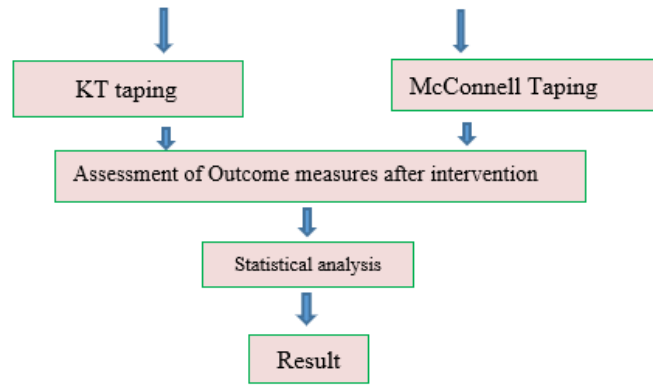 KT taping
McConnell Taping
Assessment of Outcome measures after intervention
Statistical analysis
Result